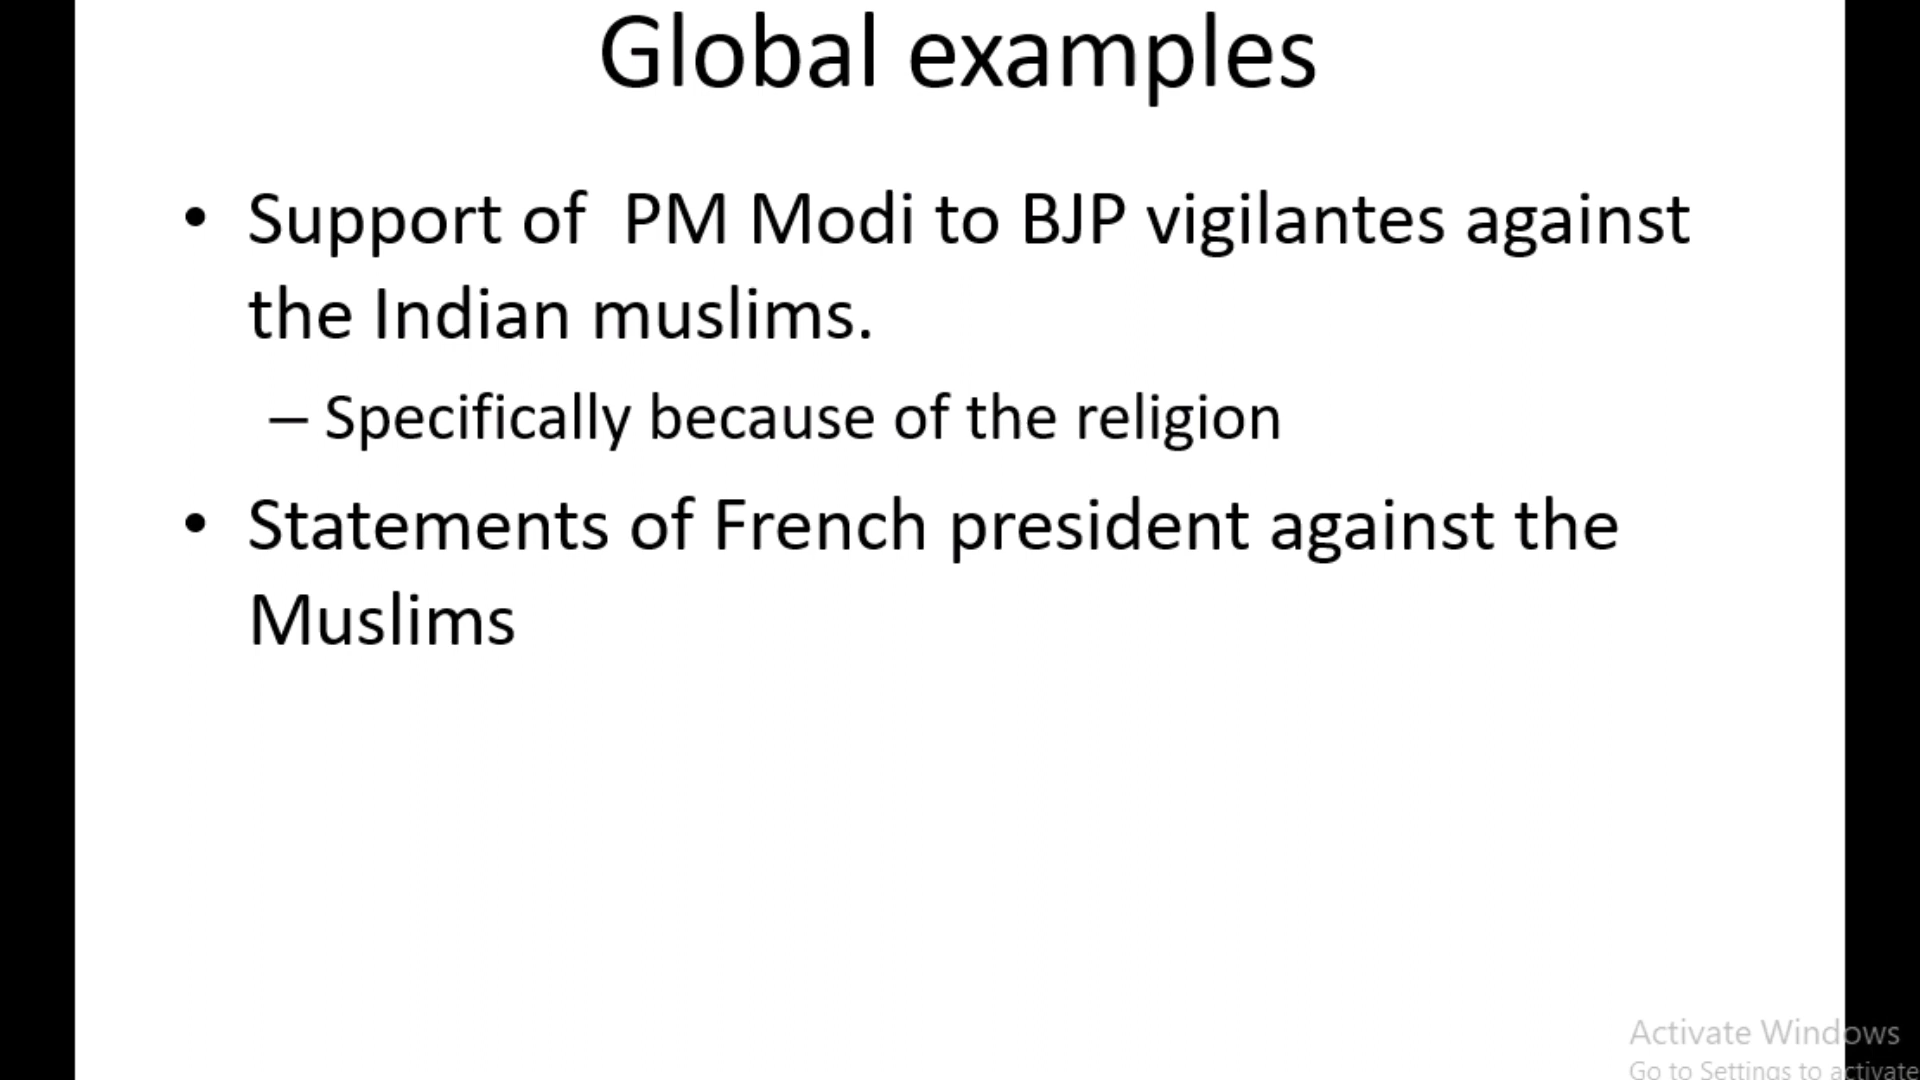 Global examples
• Support of  PM Modi to BJP vigilantes against
the Indian muslims.
– Specifically because of the religion
• Statements of French president against the
Muslims
Activate Windows
Go to Settings to activate